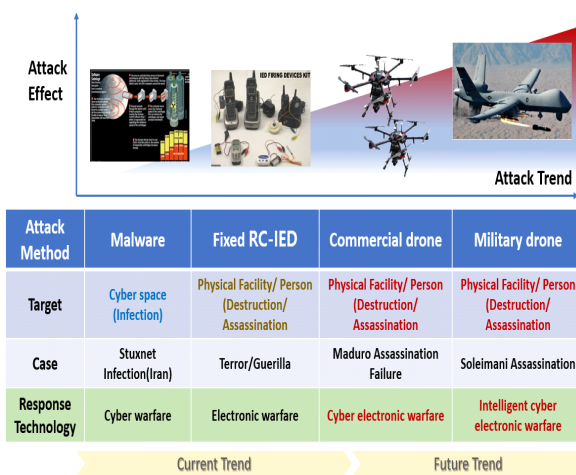 Attack
Effect
IED FIRING DEVICES KIT
Attack Trend
Attack
Method
Malware
Fixed RC-IED
Commercial drone
Military drone
Target
Cyber space
(Infection)
Physical Facility/ Person
(Destruction/
Assassination
Physical Facility/ Person
(Destruction/
Assassination
Physical Facility/ Person
(Destruction/
Assassination
Case
Stuxnet
Infection(Iran)
Terror/Guerilla
Maduro Assassination
Failure
Soleimani Assassination
Response
Technology
Cyber warfare
Electronic warfare
Cyber electronic warfare
Intelligent cyber
electronic warfare
Current Trend
Future Trend